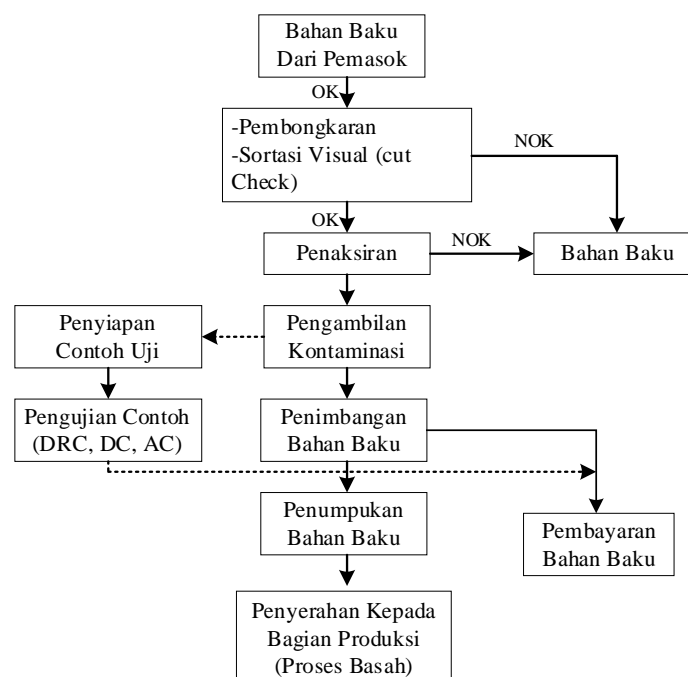 Bahan Baku
Dari Pemasok
OK
-Pembongkaran
-Sortasi Visual (cut
Check)
NOK
OK
Penaksiran
NOK
Bahan Baku
Penyiapan
Contoh Uji
Pengambilan
Kontaminasi
Pengujian Contoh
(DRC, DC, AC)
Penimbangan
Bahan Baku
Penumpukan
Bahan Baku
Pembayaran
Bahan Baku
Penyerahan Kepada
Bagian Produksi
(Proses Basah)